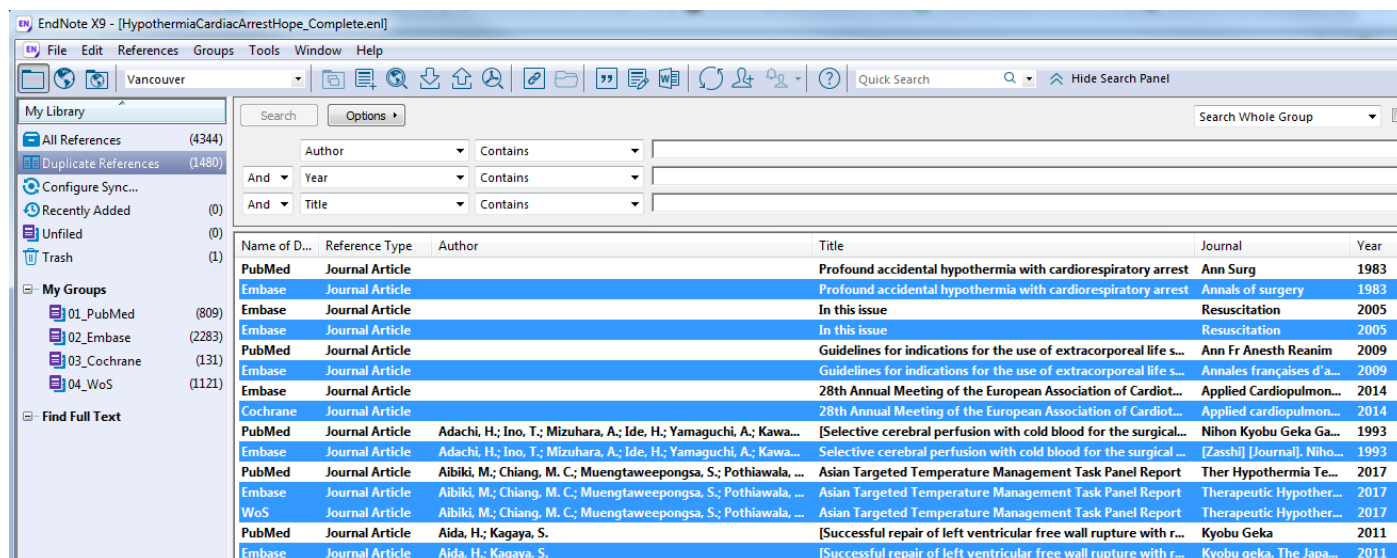 EN EndNote X9 - [HypothermiaCardiacArrestHope_Complete.enl]
EN File Edit References Groups Tools Window Help
Vancouver Quick Search Hide Search Panel
My Library Search Options Search Whole Group
All References (4344)
Author Contains
Duplicate References (1480)
And Year Contains
Configure Sync...
And Title Contains
Recently Added (0)
Unfiled (0)
Trash (1)
My Groups
01_PubMed (809)
02_Embase (2283)
03_Cochrane (131)
04_WoS (1121)
Find Full Text
Name of D... Reference Type Author Title Journal Year
PubMed Journal Article Profound accidental hypothermia with cardiorespiratory arrest Ann Surg 1983
Embase Journal Article Profound accidental hypothermia with cardiorespiratory arrest Annals of surgery 1983
Embase Journal Article In this issue Resuscitation 2005
Embase Journal Article In this issue Resuscitation 2005
PubMed Journal Article Guidelines for indications for the use of extracorporeal life s... Ann Fr Anesth Reanim 2009
Embase Journal Article Guidelines for indications for the use of extracorporeal life s... Annales françaises d'a... 2009
Embase Journal Article 28th Annual Meeting of the European Association of Cardiot... Applied Cardiopulmon... 2014
Cochrane Journal Article 28th Annual Meeting of the European Association of Cardiot... Applied cardiopulmon... 2014
PubMed Journal Article Adachi, H.; Ino, T.; Mizuhara, A.; Ide, H.; Yamaguchi, A.; Kawa... [Selective cerebral perfusion with cold blood for the surgical... Nihon Kyobu Geka Ga... 1993
Embase Journal Article Adachi, H.; Ino, T.; Mizuhara, A.; Ide, H.; Yamaguchi, A.; Kawa... Selective cerebral perfusion with cold blood for the surgical ... [Zasshi] [Journal]. Niho... 1993
PubMed Journal Article Aibiki, M.; Chiang, M. C.; Muengtaweepongsa, S.; Pothiawala, ... Asian Targeted Temperature Management Task Panel Report Ther Hypothermia Te... 2017
Embase Journal Article Aibiki, M.; Chiang, M. C.; Muengtaweepongsa, S.; Pothiawala, ... Asian Targeted Temperature Management Task Panel Report Therapeutic Hypother... 2017
WoS Journal Article Aibiki, M.; Chiang, M. C.; Muengtaweepongsa, S.; Pothiawala, ... Asian Targeted Temperature Management Task Panel Report Therapeutic Hypother... 2017
PubMed Journal Article Aida, H.; Kagaya, S. [Successful repair of left ventricular free wall rupture with r... Kyobu Geka 2011
Embase Journal Article Aida, H.; Kagaya, S. [Successful repair of left ventricular free wall rupture with r... Kyobu geka. The Japa... 2011